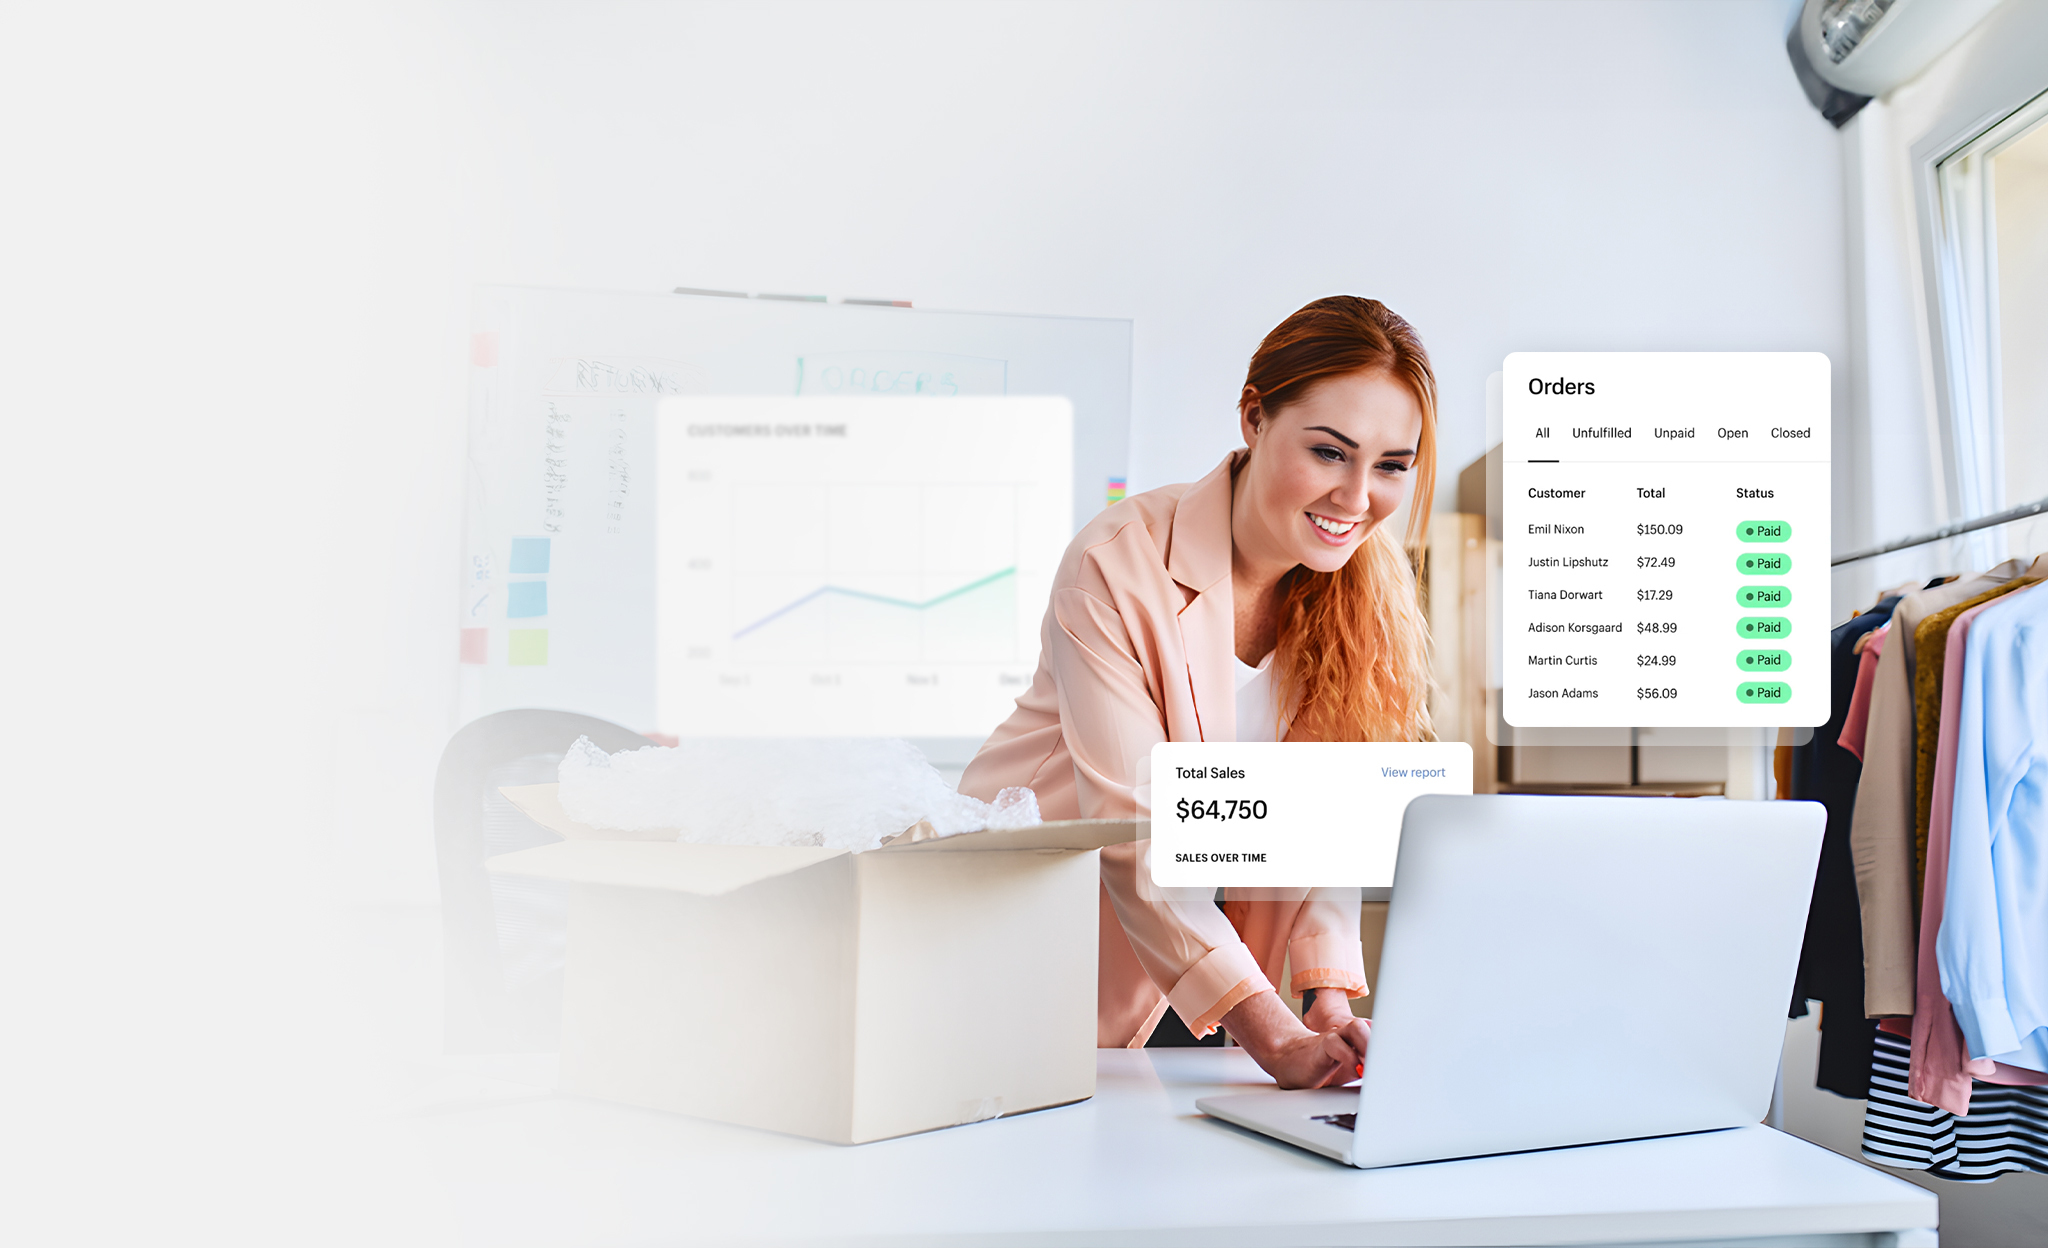 ORDERS
CUSTOMERS OVER TIME
Orders
All Unfulfilled Unpaid Open Closed
Customer Total Status
Emil Nixon $150.09 Paid
Justin Lipshutz $72.49 Paid
Tiana Dorwart $17.29 Paid
Adison Korsgaard $48.99 Paid
Martin Curtis $24.99 Paid
Jason Adams $56.09 Paid
Total Sales View report
$64,750
SALES OVER TIME